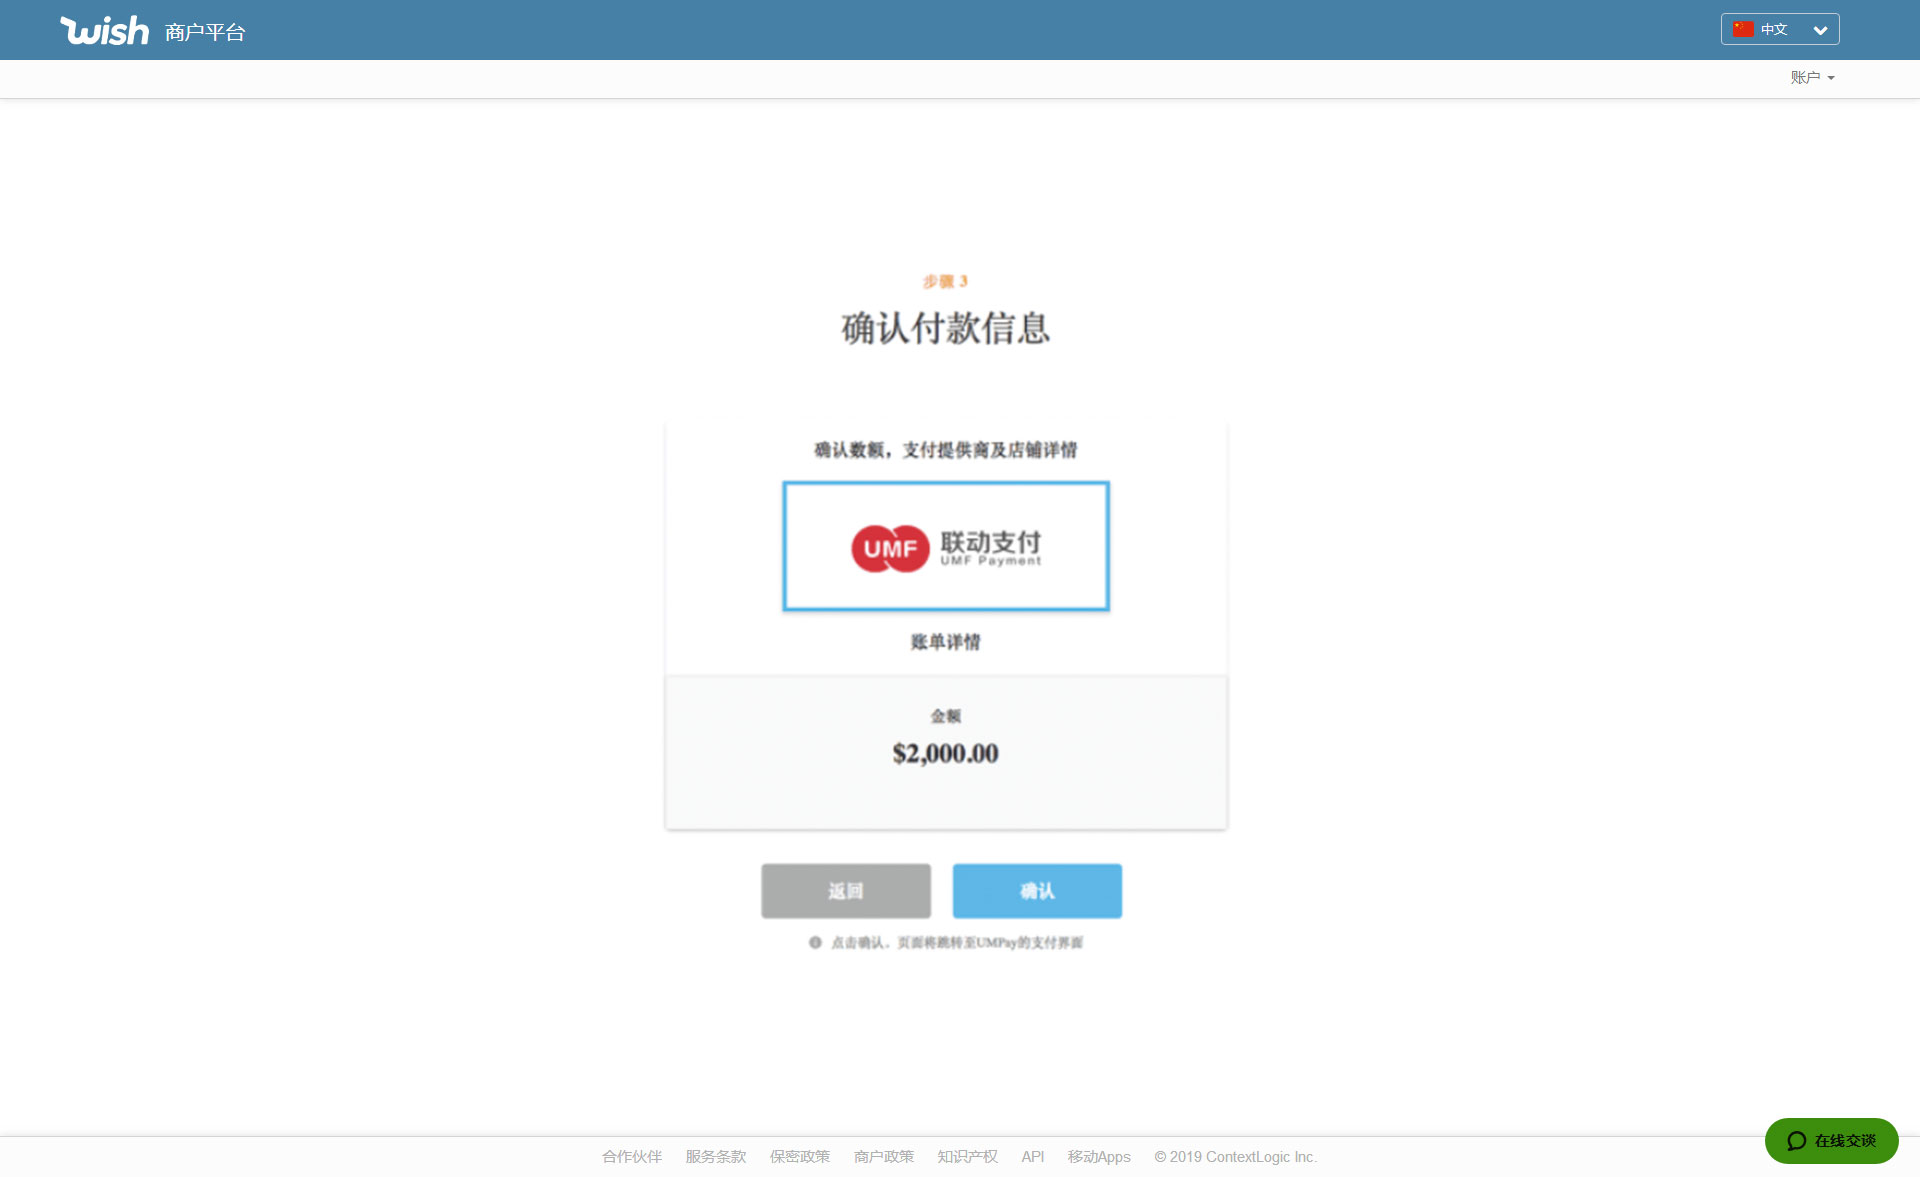 wish 商户平台
中文
账户
步骤 3
确认付款信息
确认数额，支付提供商及店铺详情
UMF 联动支付
UMF Payment
账单详情
金额
$2,000.00
返回 确认
点击确认，页面将跳转至UMPay的支付界面
在线交谈
合作伙伴 服务条款 保密政策 商户政策 知识产权 API 移动Apps © 2019 ContextLogic Inc.